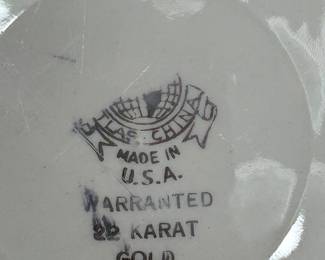 ATLAS CHINA
MADE IN
U.S.A.
WARRANTED
22 KARAT
GOLD